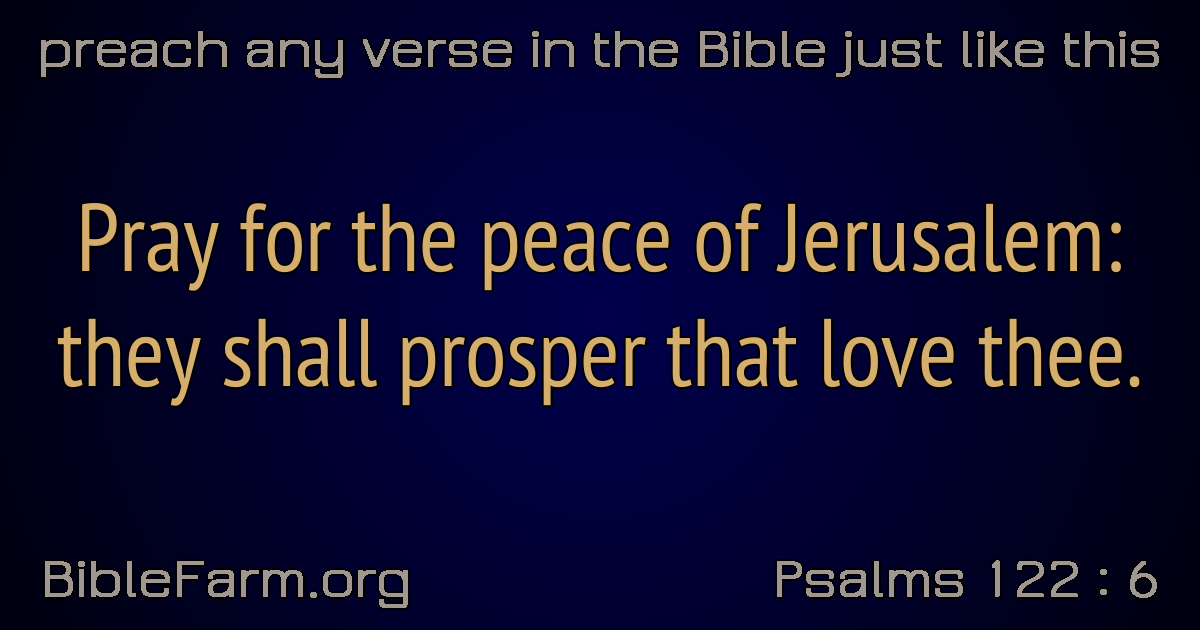 preach any verse in the Bible just like this
Pray for the peace of Jerusalem:
they shall prosper that love thee.
BibleFarm.org
Psalms 122 : 6